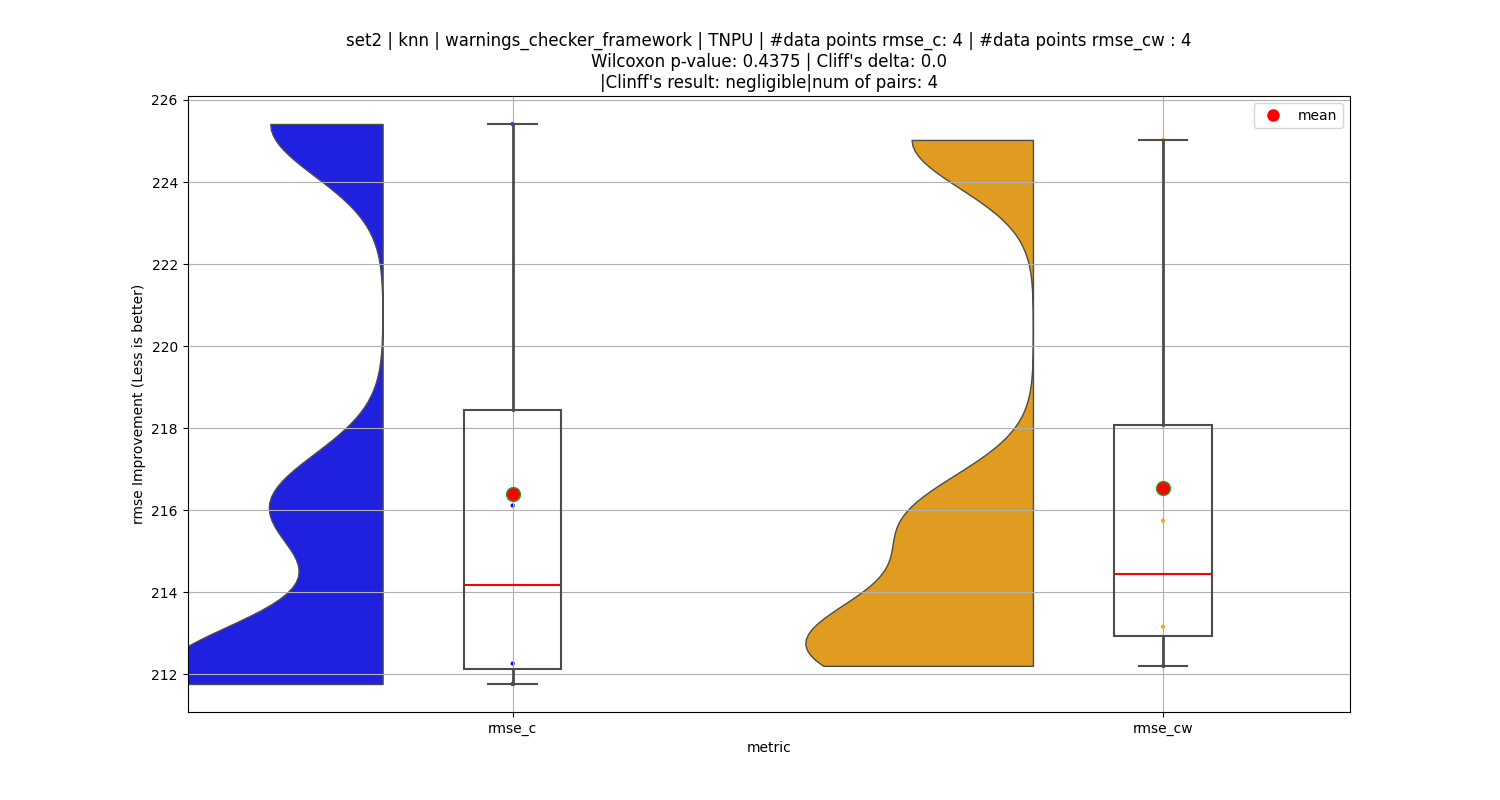 set2 | knn | warnings_checker_framework | TNPU | #data points rmse_c: 4 | #data points rmse_cw : 4
Wilcoxon p-value: 0.4375 | Cliff's delta: 0.0
|Clinff's result: negligible|num of pairs: 4
226
224
222
220
218
216
214
212
rmse Improvement (Less is better)
mean
rmse_c
rmse_cw
metric